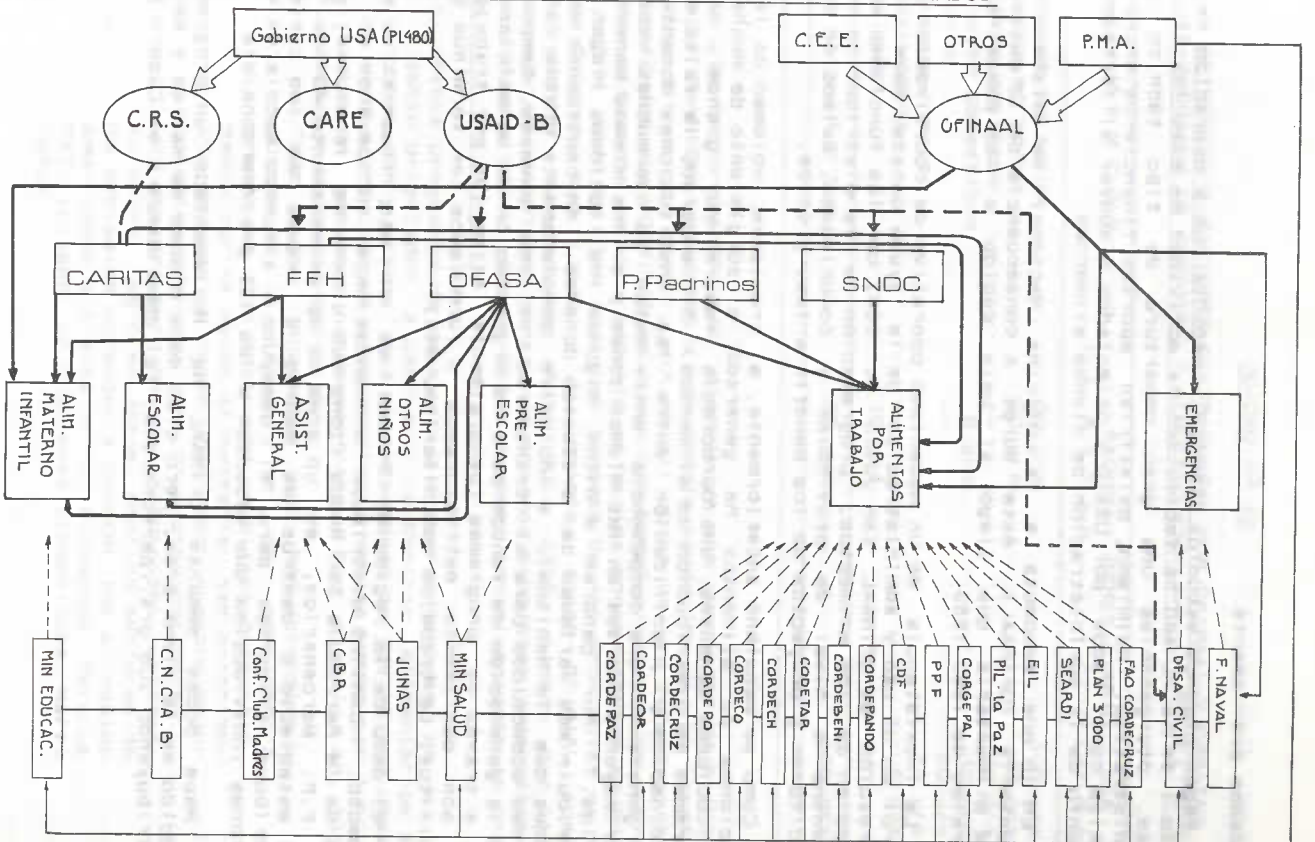 Gobierno USA (PL480)
C.E.E.
OTROS
P.M.A.
C.R.S.
CARE
USAID-B
OFINAAL
CARITAS
FFH
OFASA
P. Padrinos
SNDC
ALIM.
MATERNO
INFANTIL
ALIM.
ESCOLAR
ASIST.
GENERAL
ALIM.
OTROS
NIÑOS
ALIM.
PRE-
ESCOLAR
ALIMENTOS
POR
TRABAJO
EMERGENCIAS
MIN EDUCAC.
C.N.C.A.B.
Conf. Club. Madres
C B R
JUNAS
MIN SALUD
CORDEPAZ
CORDEOR
CORDECRUZ
CORDEPO
CORDECO
CORDECH
CODETAR
CORDEBENI
CORDEPANDO
CDF
PPF
CORGEPAI
PIL - la Paz
EIL
SEARDI
PLAN 3000
FAO CORDECRUZ
DFSA. CIVIL
F. NAVAL